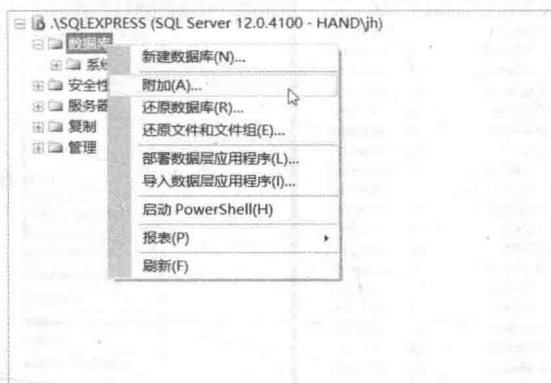 .\SQLEXPRESS (SQL Server 12.0.4100 - HAND\jh)
数据库
系统
安全性
服务器
复制
管理
新建数据库(N)...
附加(A)...
还原数据库(R)...
还原文件和文件组(E)...
部署数据层应用程序(L)...
导入数据层应用程序(I)...
启动 PowerShell(H)
报表(P)
刷新(F)